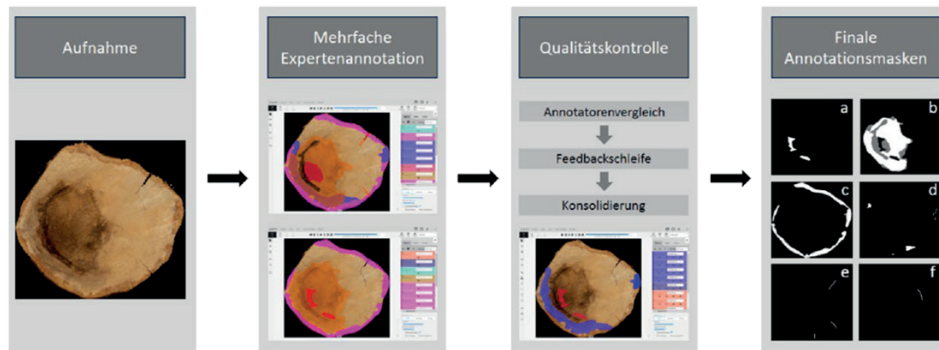 Aufnahme
Mehrfache
Expertenannotation
Qualitätskontrolle
Annotatorenvergleich
Feedbackschleife
Konsolidierung
Finale
Annotationsmasken
a
b
c
d
e
f